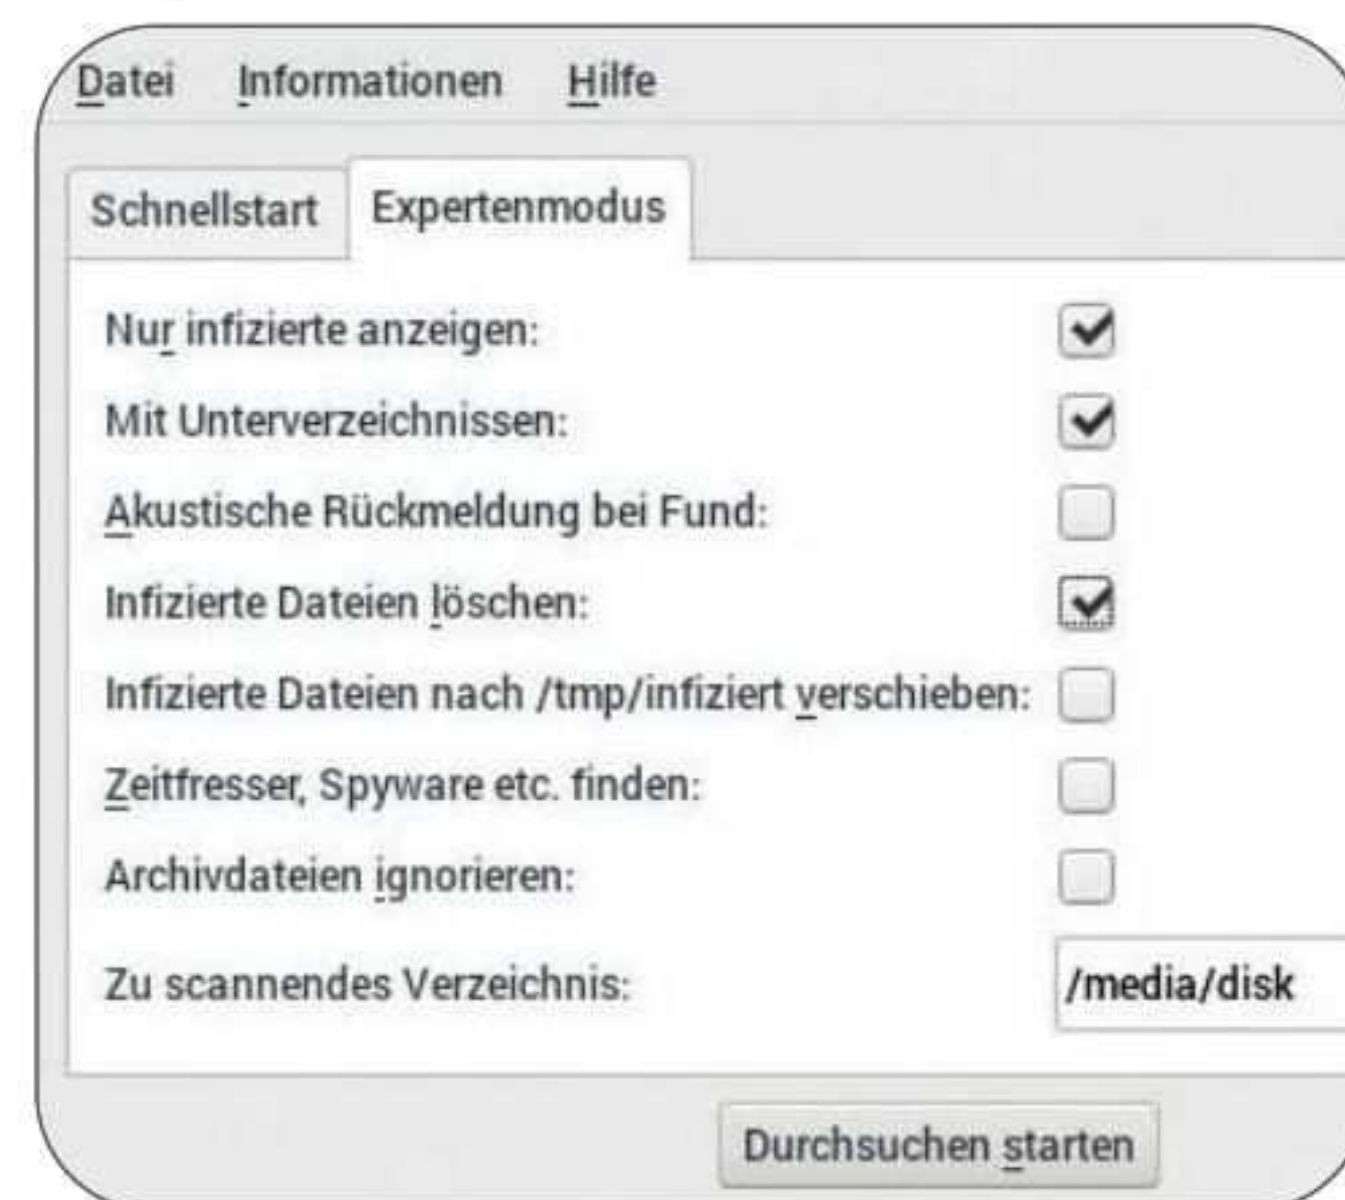 Datei Informationen Hilfe
Schnellstart Expertenmodus
Nur infizierte anzeigen:
Mit Unterverzeichnissen:
Akustische Rückmeldung bei Fund:
Infizierte Dateien löschen:
Infizierte Dateien nach /tmp/infiziert verschieben:
Zeitfresser, Spyware etc. finden:
Archivdateien ignorieren:
Zu scannendes Verzeichnis: /media/disk
Durchsuchen starten